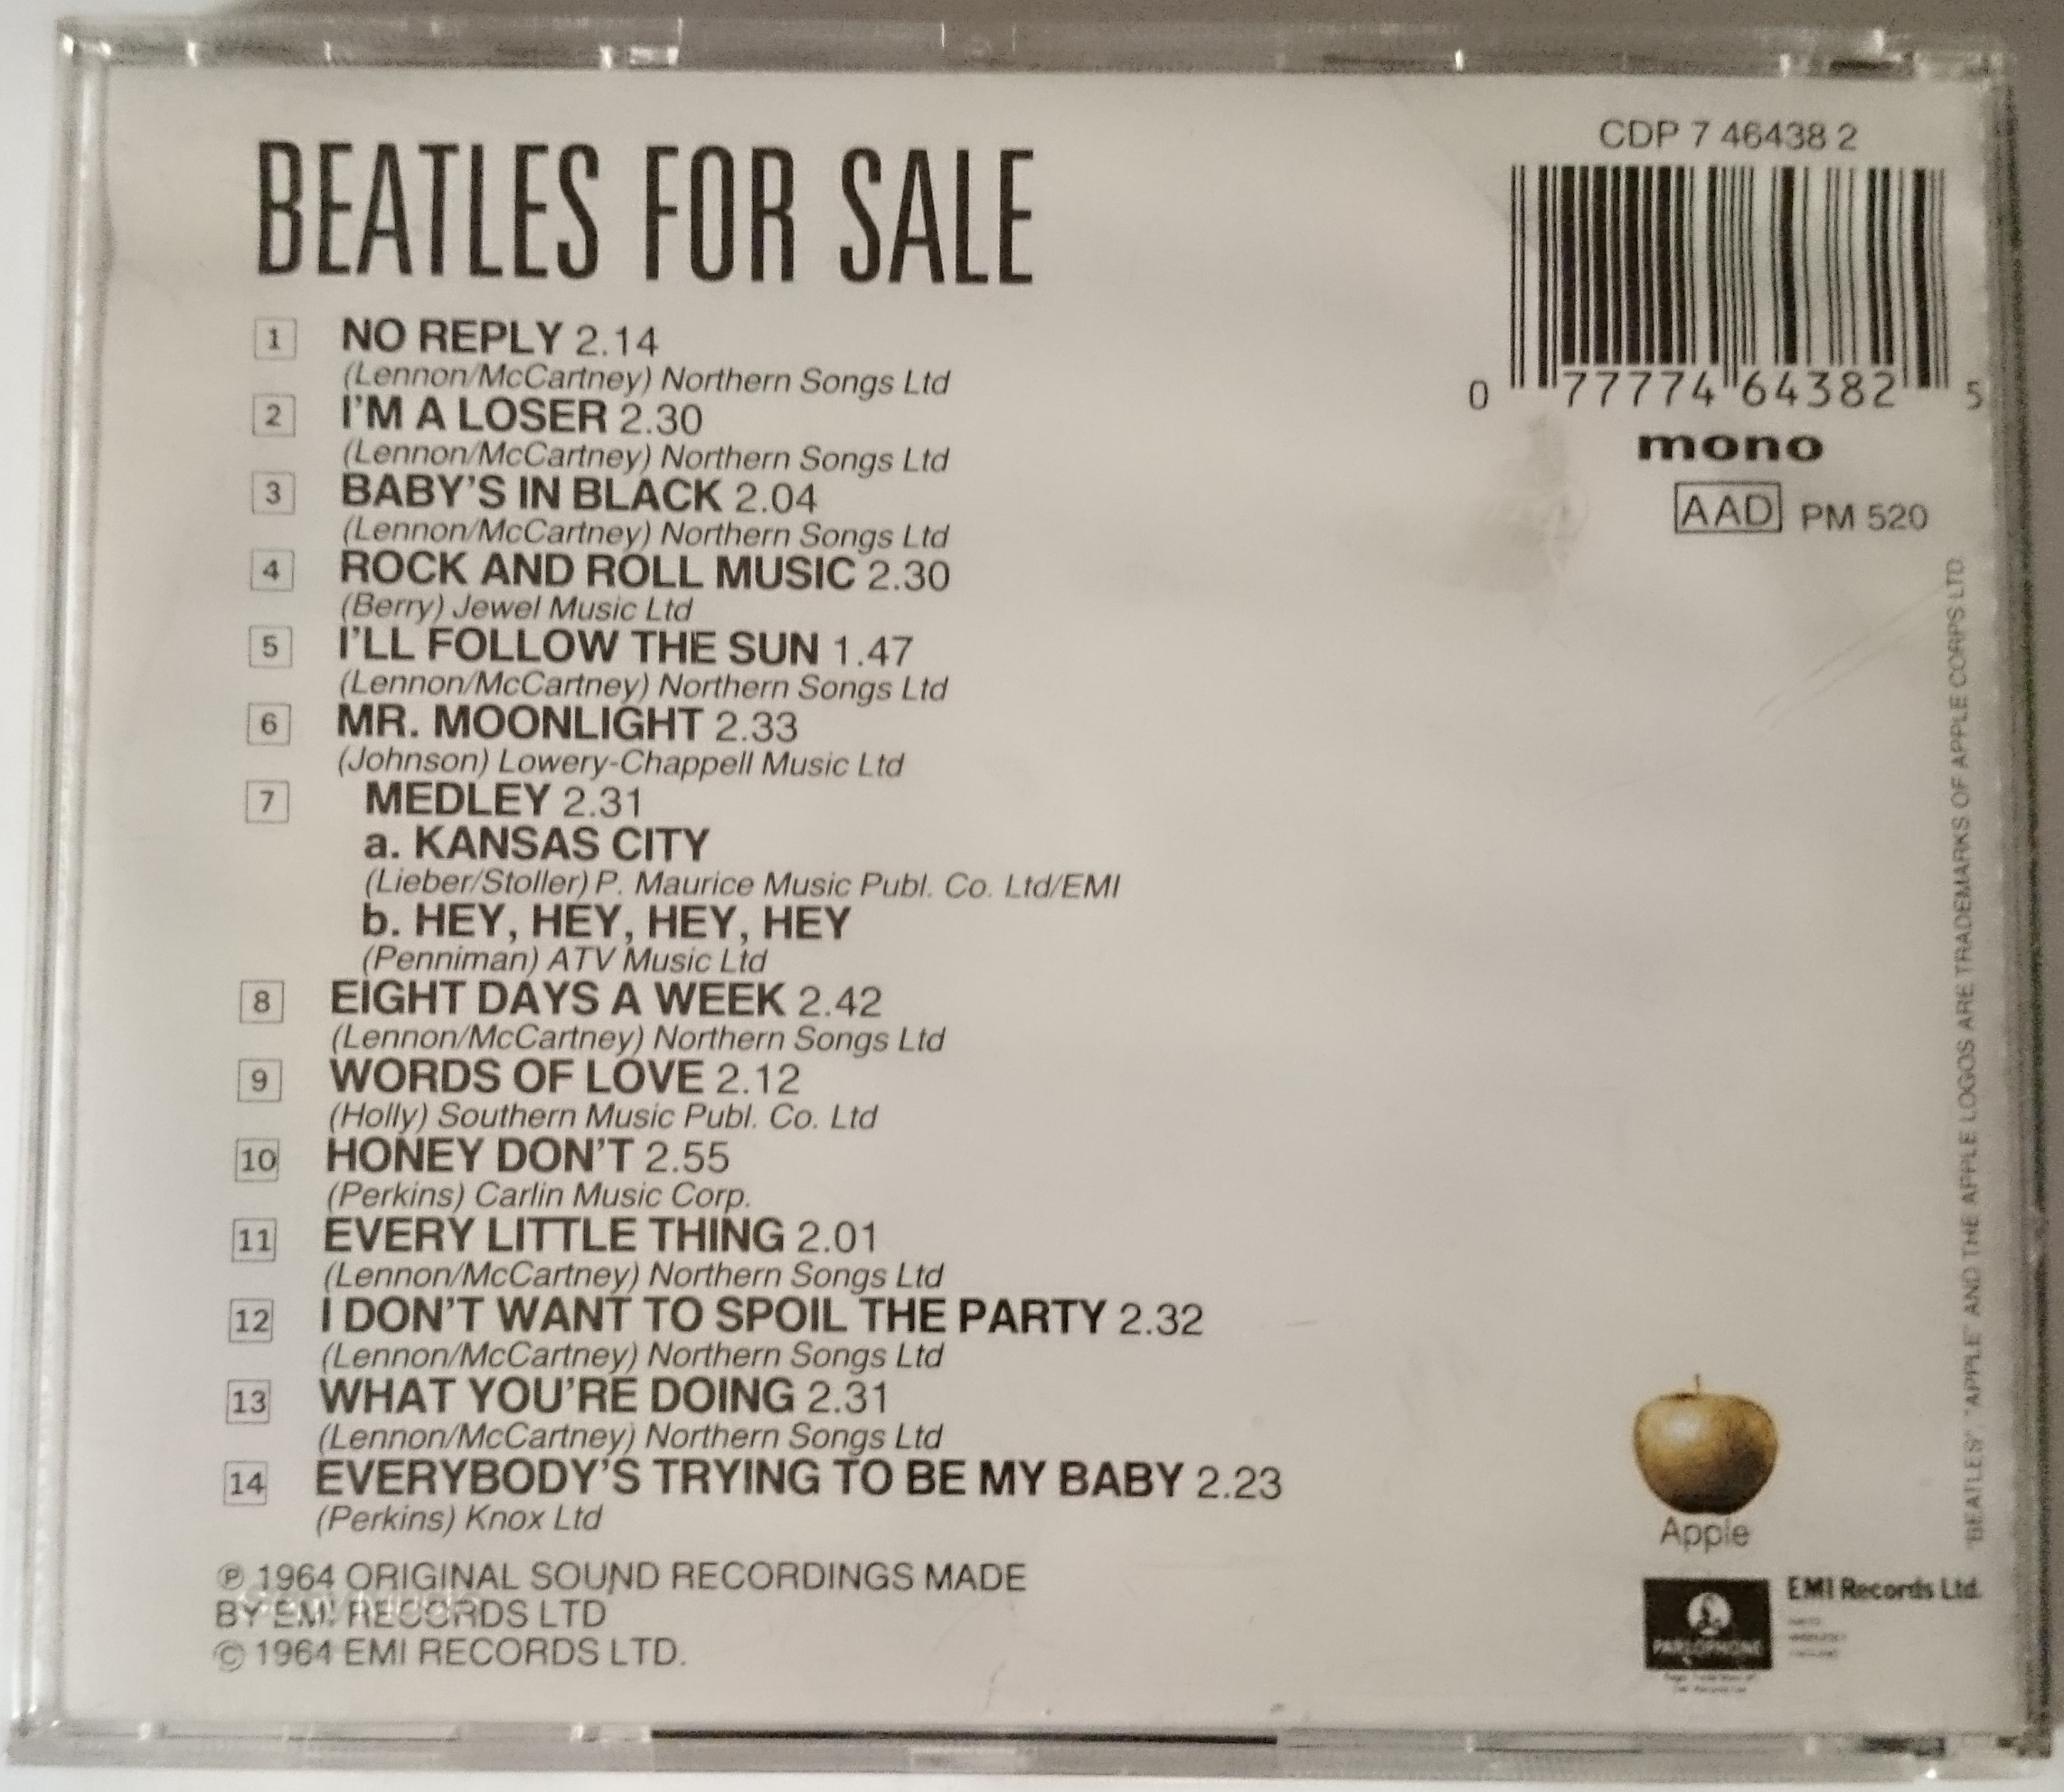 BEATLES FOR SALE
1 NO REPLY 2.14
(Lennon/McCartney) Northern Songs Ltd
2 I'M A LOSER 2.30
(Lennon/McCartney) Northern Songs Ltd
3 BABY'S IN BLACK 2.04
(Lennon/McCartney) Northern Songs Ltd
4 ROCK AND ROLL MUSIC 2.30
(Berry) Jewel Music Ltd
5 I'LL FOLLOW THE SUN 1.47
(Lennon/McCartney) Northern Songs Ltd
6 MR. MOONLIGHT 2.33
(Johnson) Lowery-Chappell Music Ltd
7 MEDLEY 2.31
a. KANSAS CITY
(Lieber/Stoller) P. Maurice Music Publ. Co. Ltd/EMI
b. HEY, HEY, HEY, HEY
(Penniman) ATV Music Ltd
8 EIGHT DAYS A WEEK 2.42
(Lennon/McCartney) Northern Songs Ltd
9 WORDS OF LOVE 2.12
(Holly) Southern Music Publ. Co. Ltd
10 HONEY DON'T 2.55
(Perkins) Carlin Music Corp.
11 EVERY LITTLE THING 2.01
(Lennon/McCartney) Northern Songs Ltd
12 I DON'T WANT TO SPOIL THE PARTY 2.32
(Lennon/McCartney) Northern Songs Ltd
13 WHAT YOU'RE DOING 2.31
(Lennon/McCartney) Northern Songs Ltd
14 EVERYBODY'S TRYING TO BE MY BABY 2.23
(Perkins) Knox Ltd
℗ 1964 ORIGINAL SOUND RECORDINGS MADE
BY EMI RECORDS LTD
© 1964 EMI RECORDS LTD.
CDP 7 46438 2
0 77774 64382 5
mono
AAD PM 520
"BEATLES", "APPLE" AND THE APPLE LOGOS ARE TRADEMARKS OF APPLE CORPS LTD
Apple
PARLOPHONE
EMI Records Ltd.